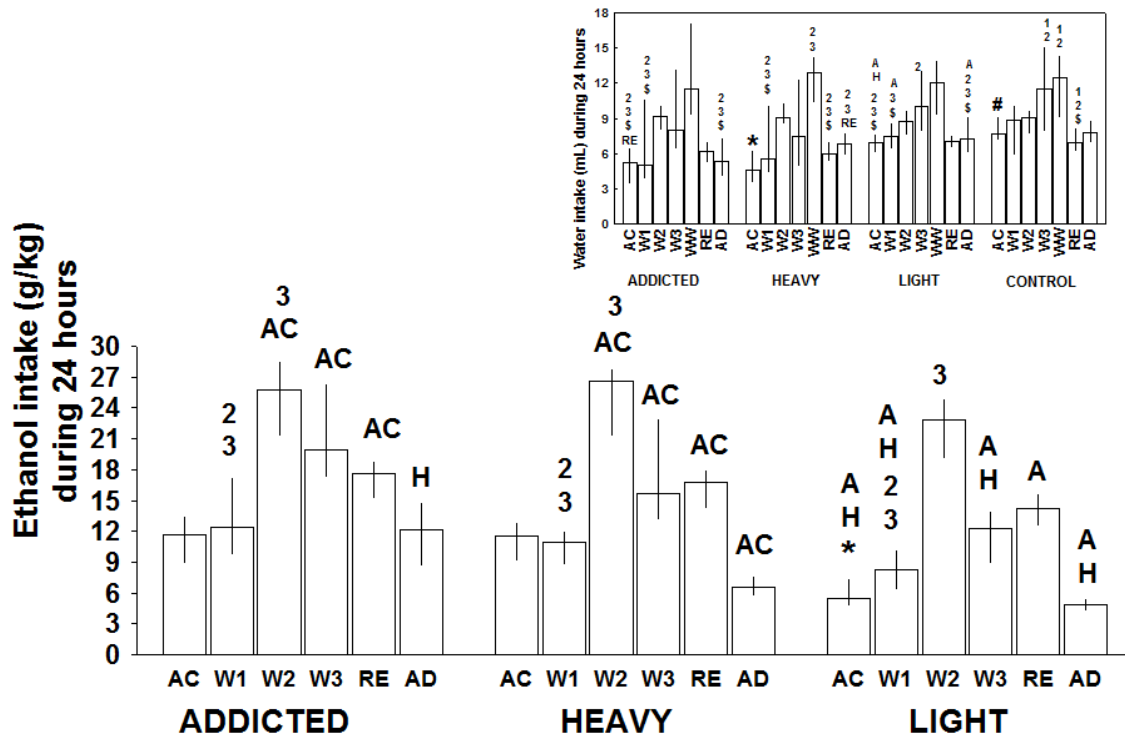 Water intake (mL) during 24 hours
18
15
12
9
6
3
0
2 3 $ RE
2 3 $
2 3 $
2 3 $
*
2 3
2 3 $
2 3 RE
A H 2 3 $
A 3 $
2
A 2 3 $
#
1 2
1 2
1 2 $
AC W1 W2 W3 WW RE AD
AC W1 W2 W3 WW RE AD
AC W1 W2 W3 WW RE AD
AC W1 W2 W3 WW RE AD
ADDICTED HEAVY LIGHT CONTROL
Ethanol intake (g/kg)
during 24 hours
30
27
24
21
18
15
12
9
6
3
0
2 3
3 AC
AC
AC
H
2 3
3 AC
AC
AC
AC
A H *
A H 2 3
3
A H
A
A H
AC W1 W2 W3 RE AD
AC W1 W2 W3 RE AD
AC W1 W2 W3 RE AD
ADDICTED HEAVY LIGHT